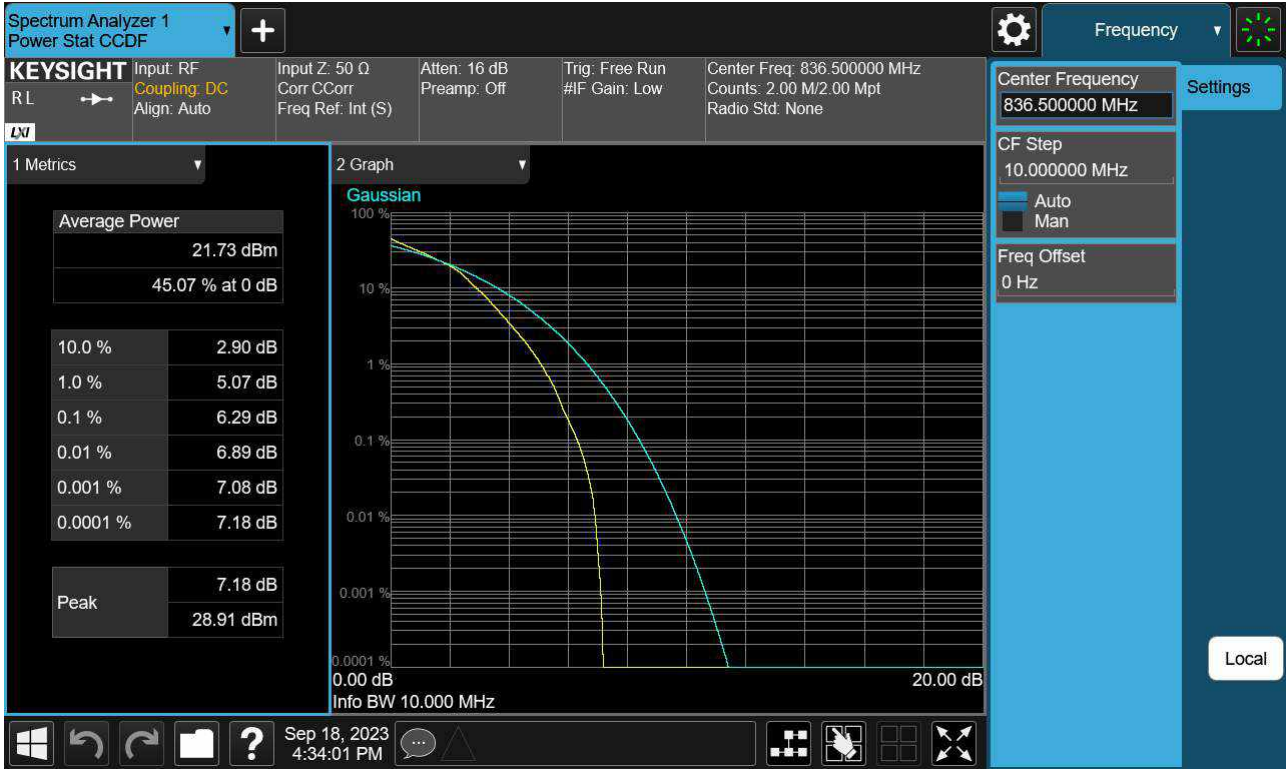 Spectrum Analyzer 1
Power Stat CCDF
Frequency
KEYSIGHT
R L
LXI
Input: RF
Coupling: DC
Align: Auto
Input Z: 50 Ω
Corr CCorr
Freq Ref: Int (S)
Atten: 16 dB
Preamp: Off
Trig: Free Run
#IF Gain: Low
Center Freq: 836.500000 MHz
Counts: 2.00 M/2.00 Mpt
Radio Std: None
Center Frequency
836.500000 MHz
Settings
CF Step
10.000000 MHz
Auto
Man
Freq Offset
0 Hz
Local
1 Metrics
Average Power
21.73 dBm
45.07 % at 0 dB
10.0 % 2.90 dB
1.0 % 5.07 dB
0.1 % 6.29 dB
0.01 % 6.89 dB
0.001 % 7.08 dB
0.0001 % 7.18 dB
Peak
7.18 dB
28.91 dBm
2 Graph
Gaussian
100 %
10 %
1 %
0.1 %
0.01 %
0.001 %
0.0001 %
0.00 dB 20.00 dB
Info BW 10.000 MHz
?
Sep 18, 2023
4:34:01 PM